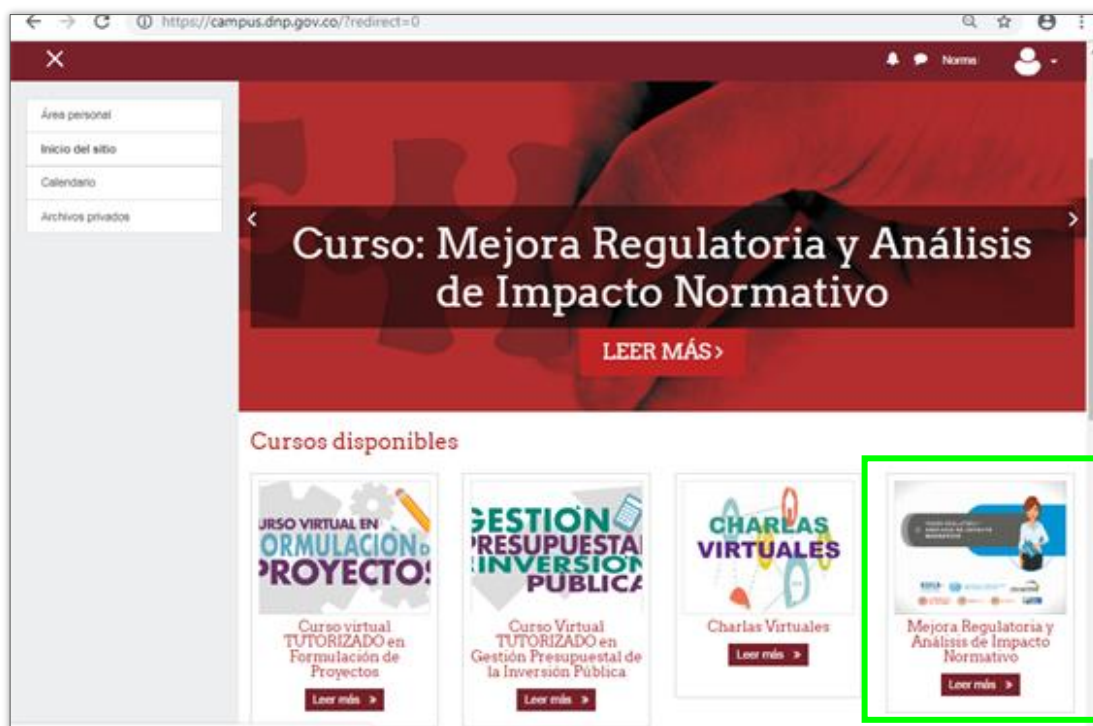 https://campus.dnp.gov.co/?redirect=0
Norma
Área personal
Inicio del sitio
Calendario
Archivos privados
Curso: Mejora Regulatoria y Análisis
de Impacto Normativo
LEER MÁS
Cursos disponibles
URSO VIRTUAL EN
ORMULACIÓN D
PROYECTO
Curso virtual
TUTORIZADO en
Formulación de
Proyectos
Leer más
GESTIÓN
PRESUPUESTA
INVERSIÓN
PÚBLICA
Curso Virtual
TUTORIZADO en
Gestión Presupuestal de
la Inversión Pública
Leer más
CHARLAS
VIRTUALES
Charlas Virtuales
Leer más
Mejora Regulatoria y
Análisis de Impacto
Normativo
Leer más